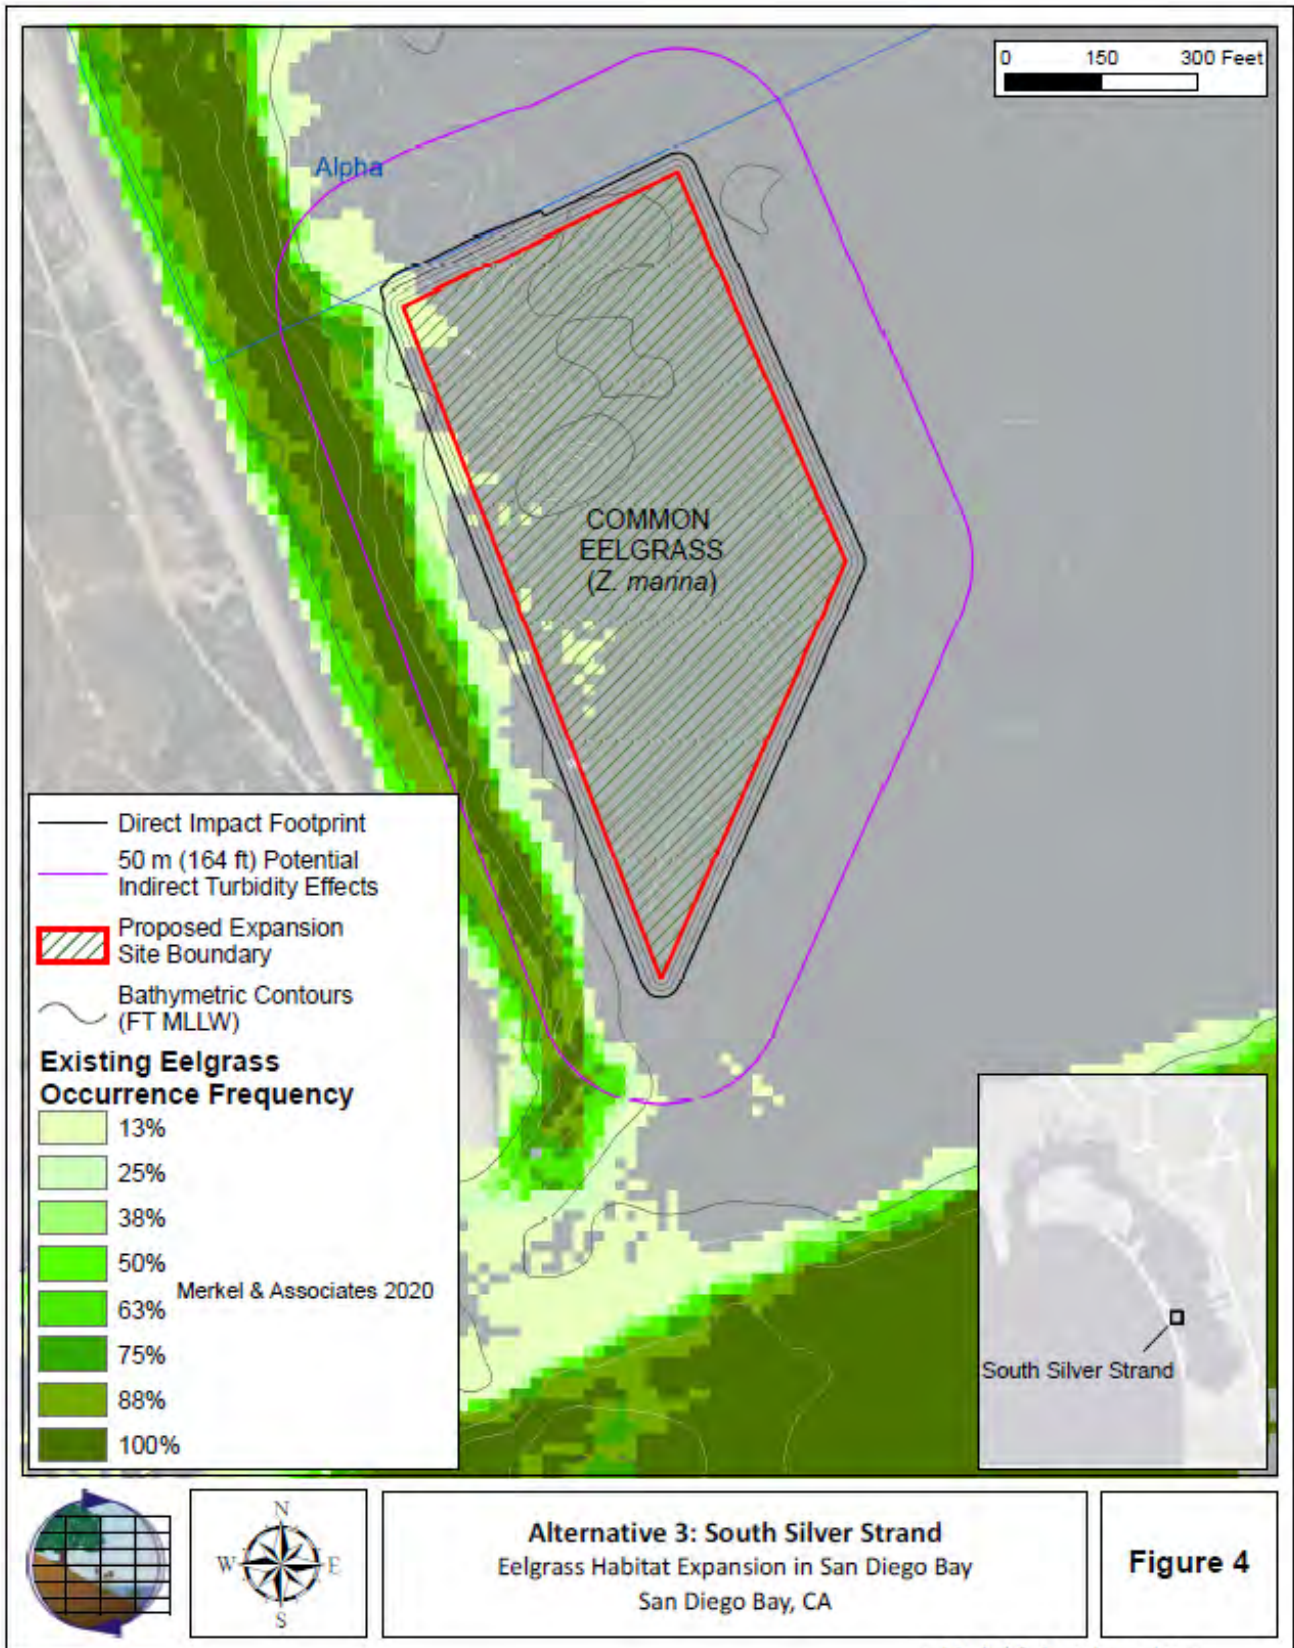 0 150 300 Feet
Alpha
COMMON
EELGRASS
(Z. marina)
Direct Impact Footprint
50 m (164 ft) Potential
Indirect Turbidity Effects
Proposed Expansion
Site Boundary
Bathymetric Contours
(FT MLLW)
Existing Eelgrass
Occurrence Frequency
13%
25%
38%
50%
63%
75%
88%
100%
Merkel & Associates 2020
South Silver Strand
N
W E
S
Alternative 3: South Silver Strand
Eelgrass Habitat Expansion in San Diego Bay
San Diego Bay, CA
Figure 4